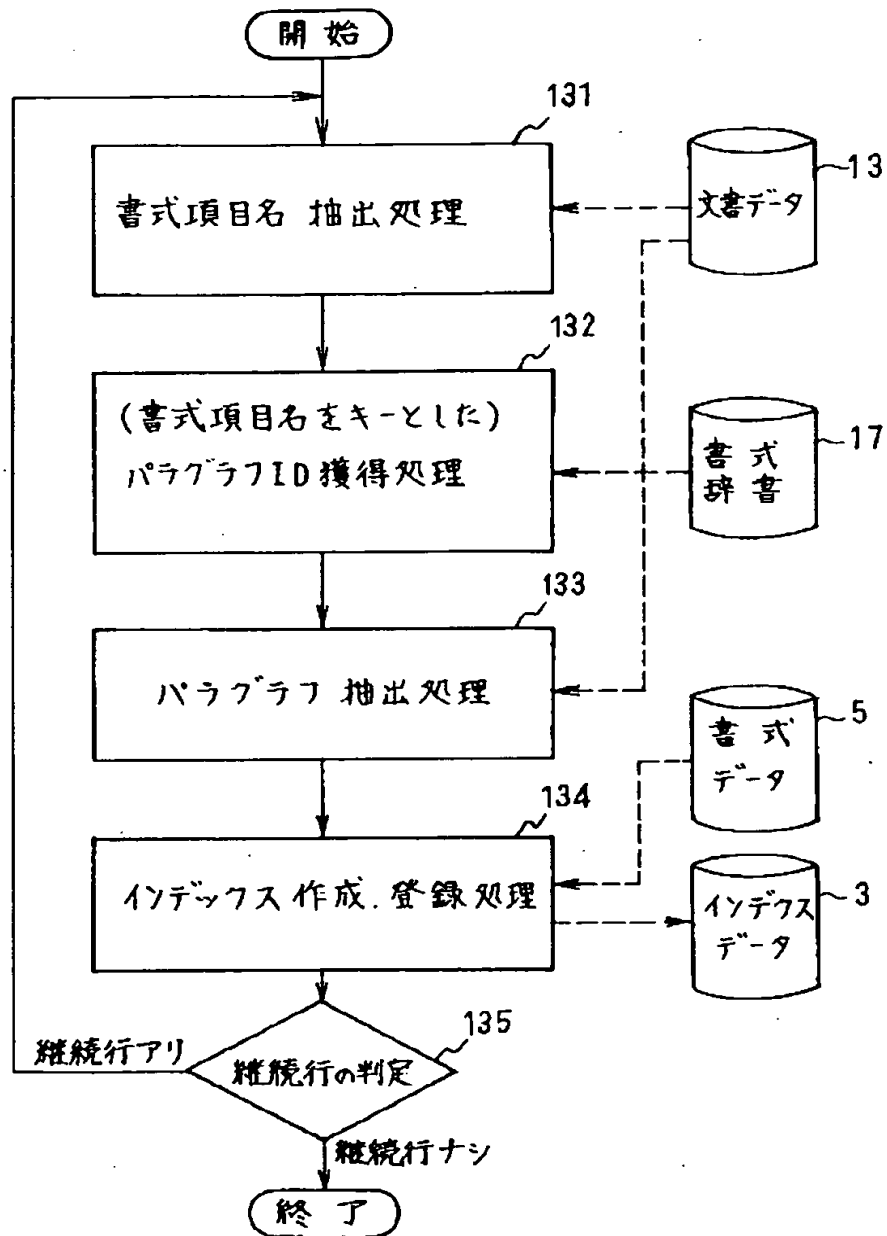 開始
131
書式項目名 抽出処理
文書データ
13
132
(書式項目名をキーとした)
パラグラフID獲得処理
書式
辞書
17
133
パラグラフ 抽出処理
書式
データ
5
134
インデックス作成.登録処理
インデクス
データ
3
135
継続行アリ
継続行の判定
継続行ナシ
終了